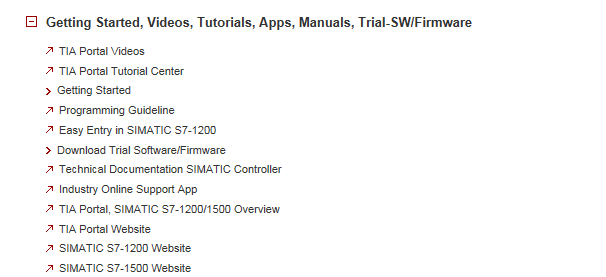 Getting Started, Videos, Tutorials, Apps, Manuals, Trial-SW/Firmware
TIA Portal Videos
TIA Portal Tutorial Center
Getting Started
Programming Guideline
Easy Entry in SIMATIC S7-1200
Download Trial Software/Firmware
Technical Documentation SIMATIC Controller
Industry Online Support App
TIA Portal, SIMATIC S7-1200/1500 Overview
TIA Portal Website
SIMATIC S7-1200 Website
SIMATIC S7-1500 Website